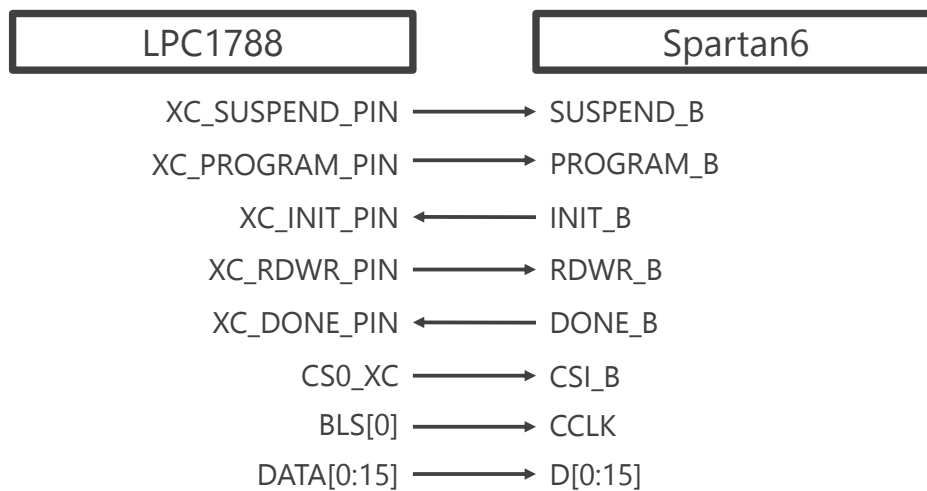 LPC1788 Spartan6
XC_SUSPEND_PIN SUSPEND_B
XC_PROGRAM_PIN PROGRAM_B
XC_INIT_PIN INIT_B
XC_RDWR_PIN RDWR_B
XC_DONE_PIN DONE_B
CS0_XC CSI_B
BLS[0] CCLK
DATA[0:15] D[0:15]